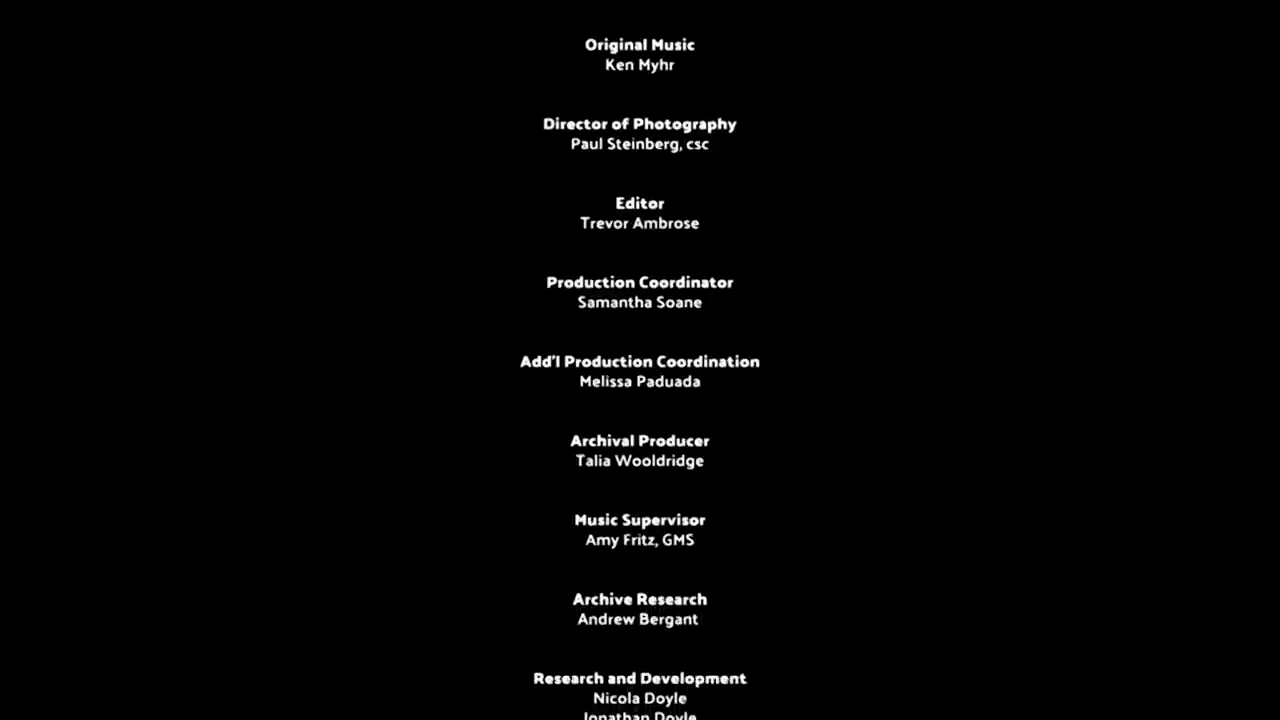 Original Music
Ken Myhr
Director of Photography
Paul Steinberg, csc
Editor
Trevor Ambrose
Production Coordinator
Samantha Soane
Add'l Production Coordination
Melissa Paduada
Archival Producer
Talia Wooldridge
Music Supervisor
Amy Fritz, GMS
Archive Research
Andrew Bergant
Research and Development
Nicola Doyle
Jonathan Doyle